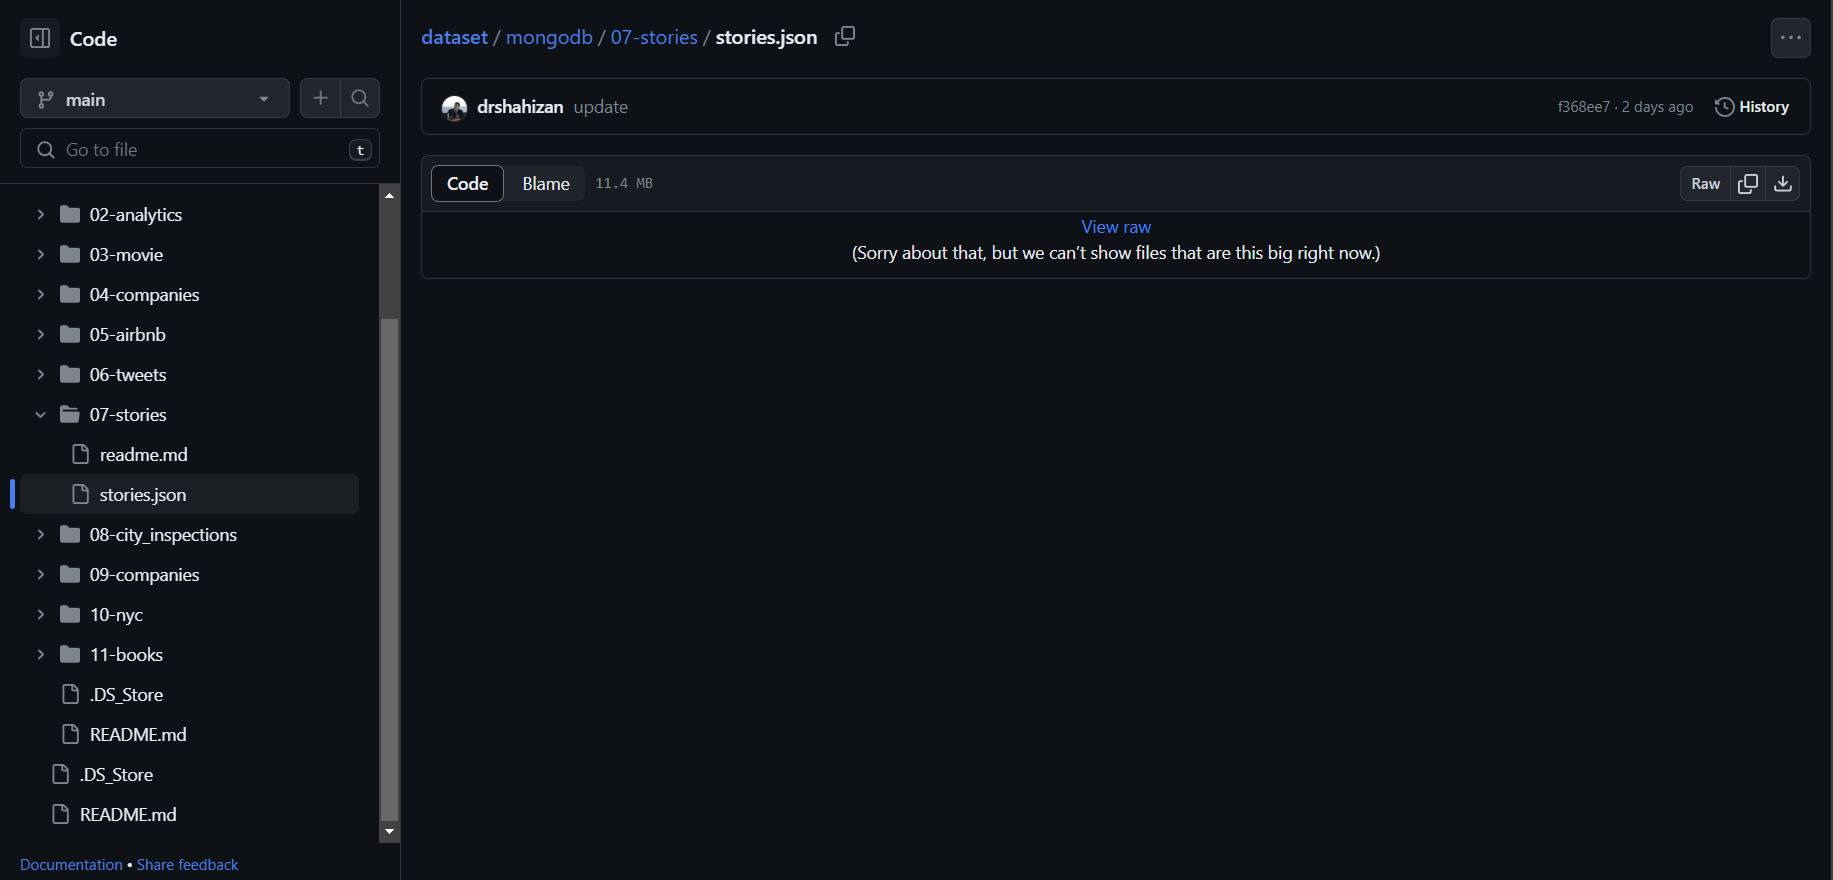 Code
main
Go to file
t
02-analytics
03-movie
04-companies
05-airbnb
06-tweets
07-stories
readme.md
stories.json
08-city_inspections
09-companies
10-nyc
11-books
.DS_Store
README.md
.DS_Store
README.md
Documentation • Share feedback
dataset / mongodb / 07-stories / stories.json
drshahizan update
f368ee7 · 2 days ago History
Code Blame 11.4 MB Raw
View raw
(Sorry about that, but we can’t show files that are this big right now.)